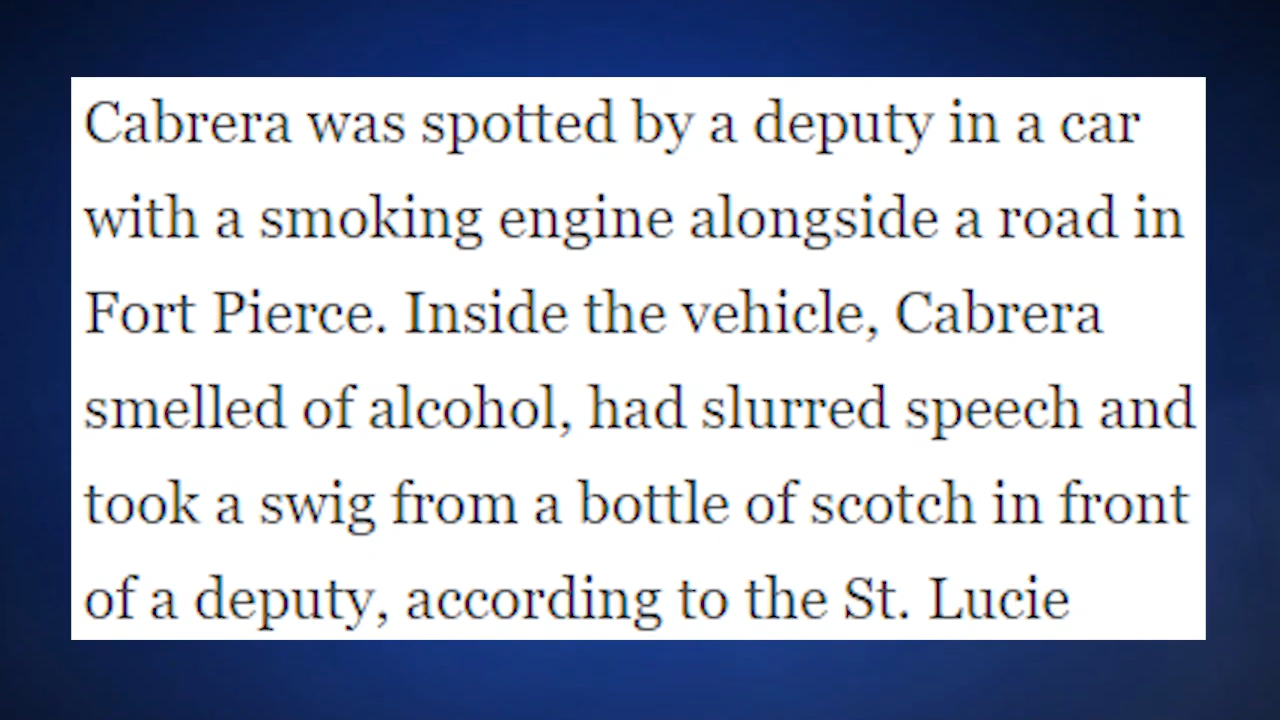 Cabrera was spotted by a deputy in a car
with a smoking engine alongside a road in
Fort Pierce. Inside the vehicle, Cabrera
smelled of alcohol, had slurred speech and
took a swig from a bottle of scotch in front
of a deputy, according to the St. Lucie